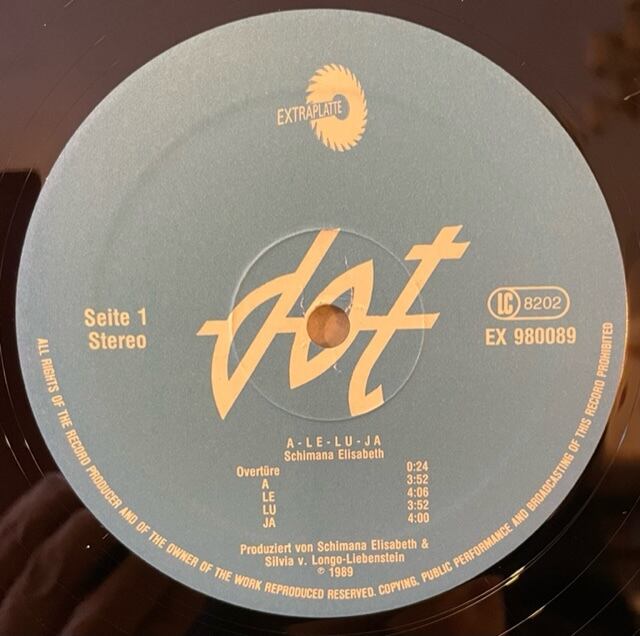 EXTRAPLATTE
dot
Seite 1
Stereo
LC 8202
EX 980089
A-LE-LU-JA
Schimana Elisabeth
Overtüre 0:24
A 3:52
LE 4:06
LU 3:52
JA 4:00
Produziert von Schimana Elisabeth &
Silvia v. Longo-Liebenstein
℗ 1989
ALL RIGHTS OF THE RECORD PRODUCER AND OF THE OWNER OF THE WORK REPRODUCED RESERVED. COPYING, PUBLIC PERFORMANCE AND BROADCASTING OF THIS RECORD PROHIBITED